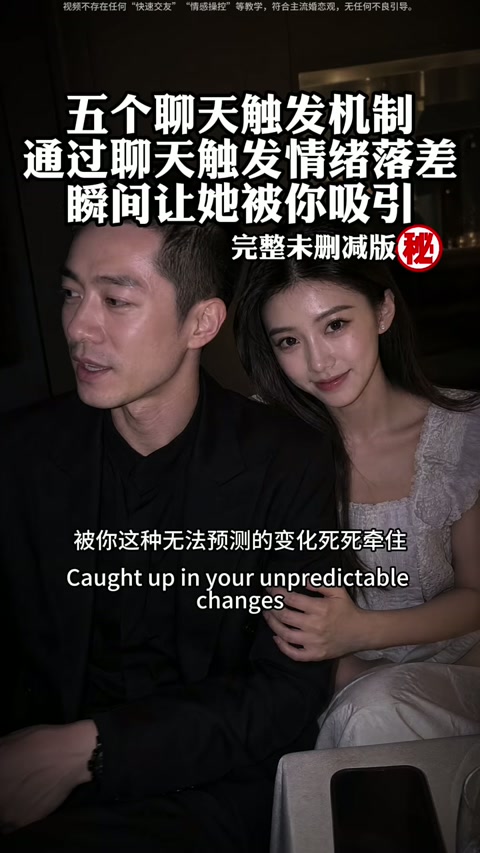 视频不存在任何“快速交友”“情感操控”等教学，符合主流婚恋观，无任何不良引导。
五个聊天触发机制
通过聊天触发情绪落差
瞬间让她被你吸引
完整未删减版 秘
被你这种无法预测的变化死死牵住
Caught up in your unpredictable
changes